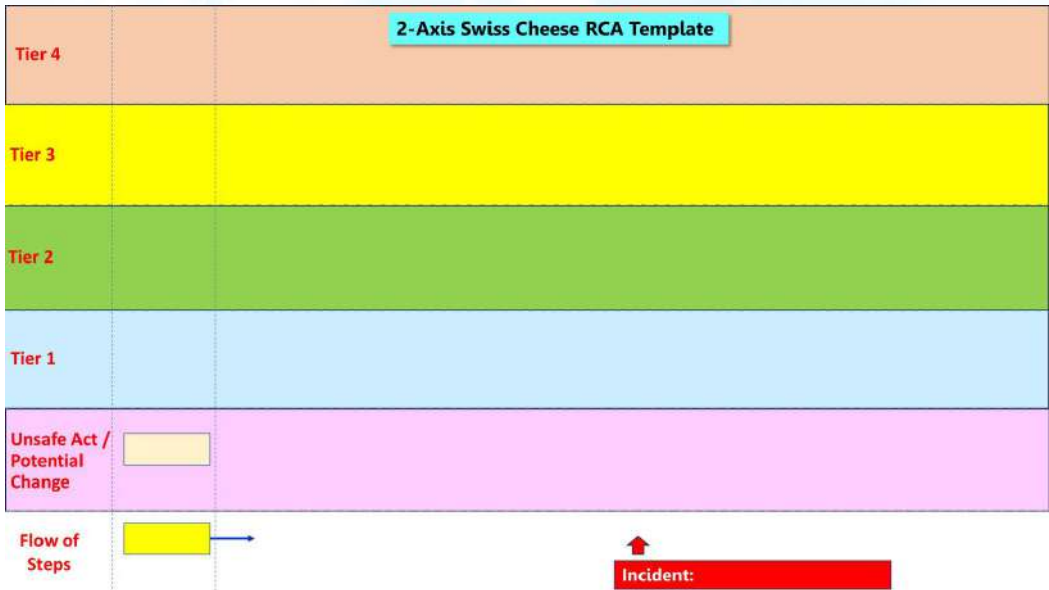 2-Axis Swiss Cheese RCA Template
Tier 4
Tier 3
Tier 2
Tier 1
Unsafe Act /
Potential
Change
Flow of
Steps
Incident: